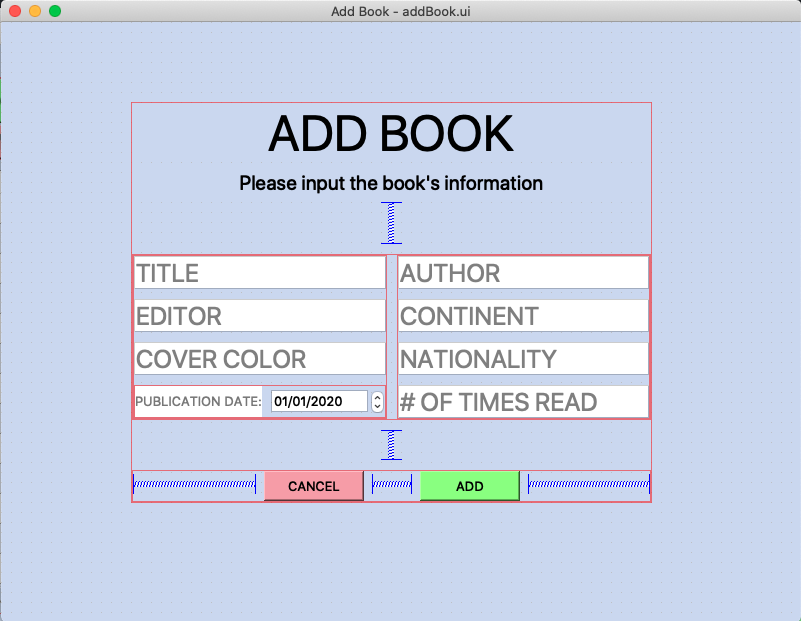 Add Book - addBook.ui
ADD BOOK
Please input the book's information
TITLE
AUTHOR
EDITOR
CONTINENT
COVER COLOR
NATIONALITY
PUBLICATION DATE: 01/01/2020
# OF TIMES READ
CANCEL
ADD